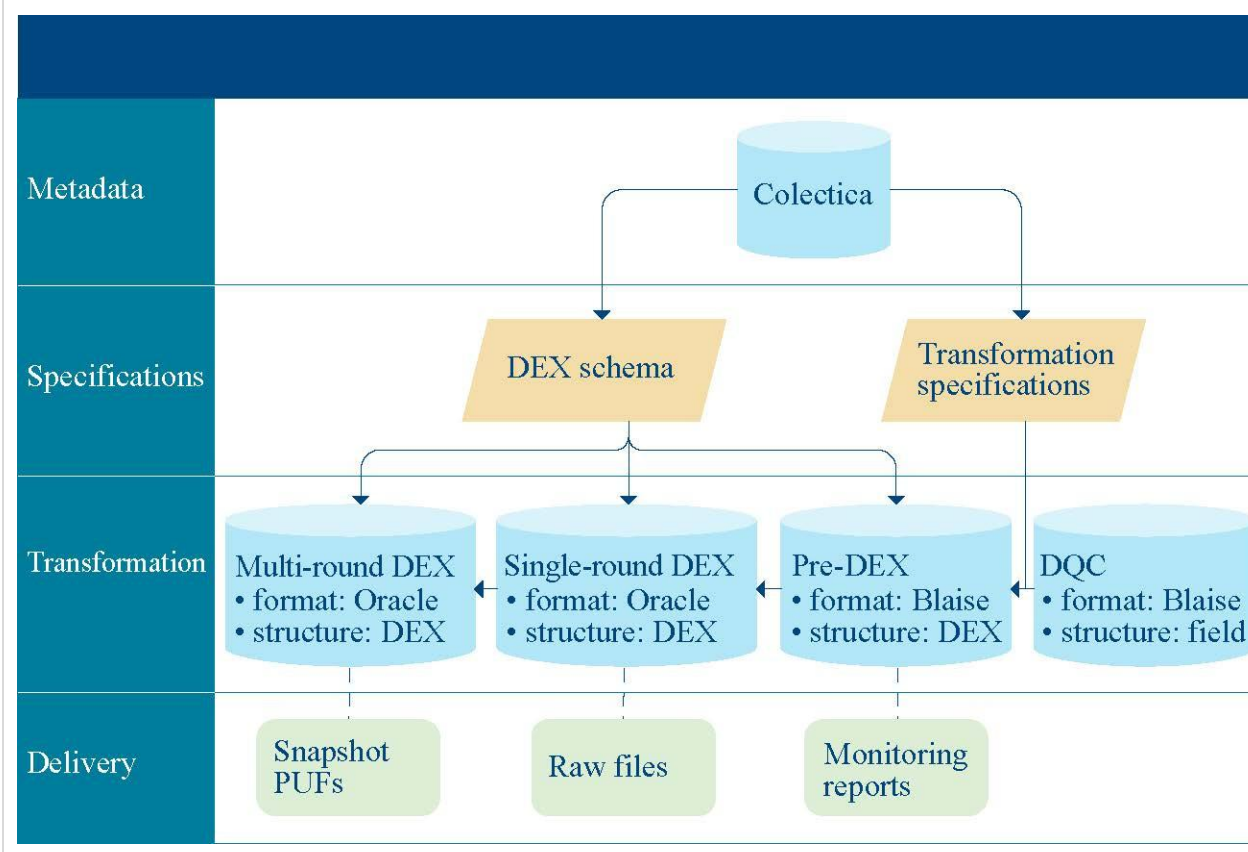 Metadata
Colectica
Specifications
DEX schema
Transformation
specifications
Transformation
Multi-round DEX
• format: Oracle
• structure: DEX
Single-round DEX
• format: Oracle
• structure: DEX
Pre-DEX
• format: Blaise
• structure: DEX
DQC
• format: Blaise
• structure: field
Delivery
Snapshot
PUFs
Raw files
Monitoring
reports